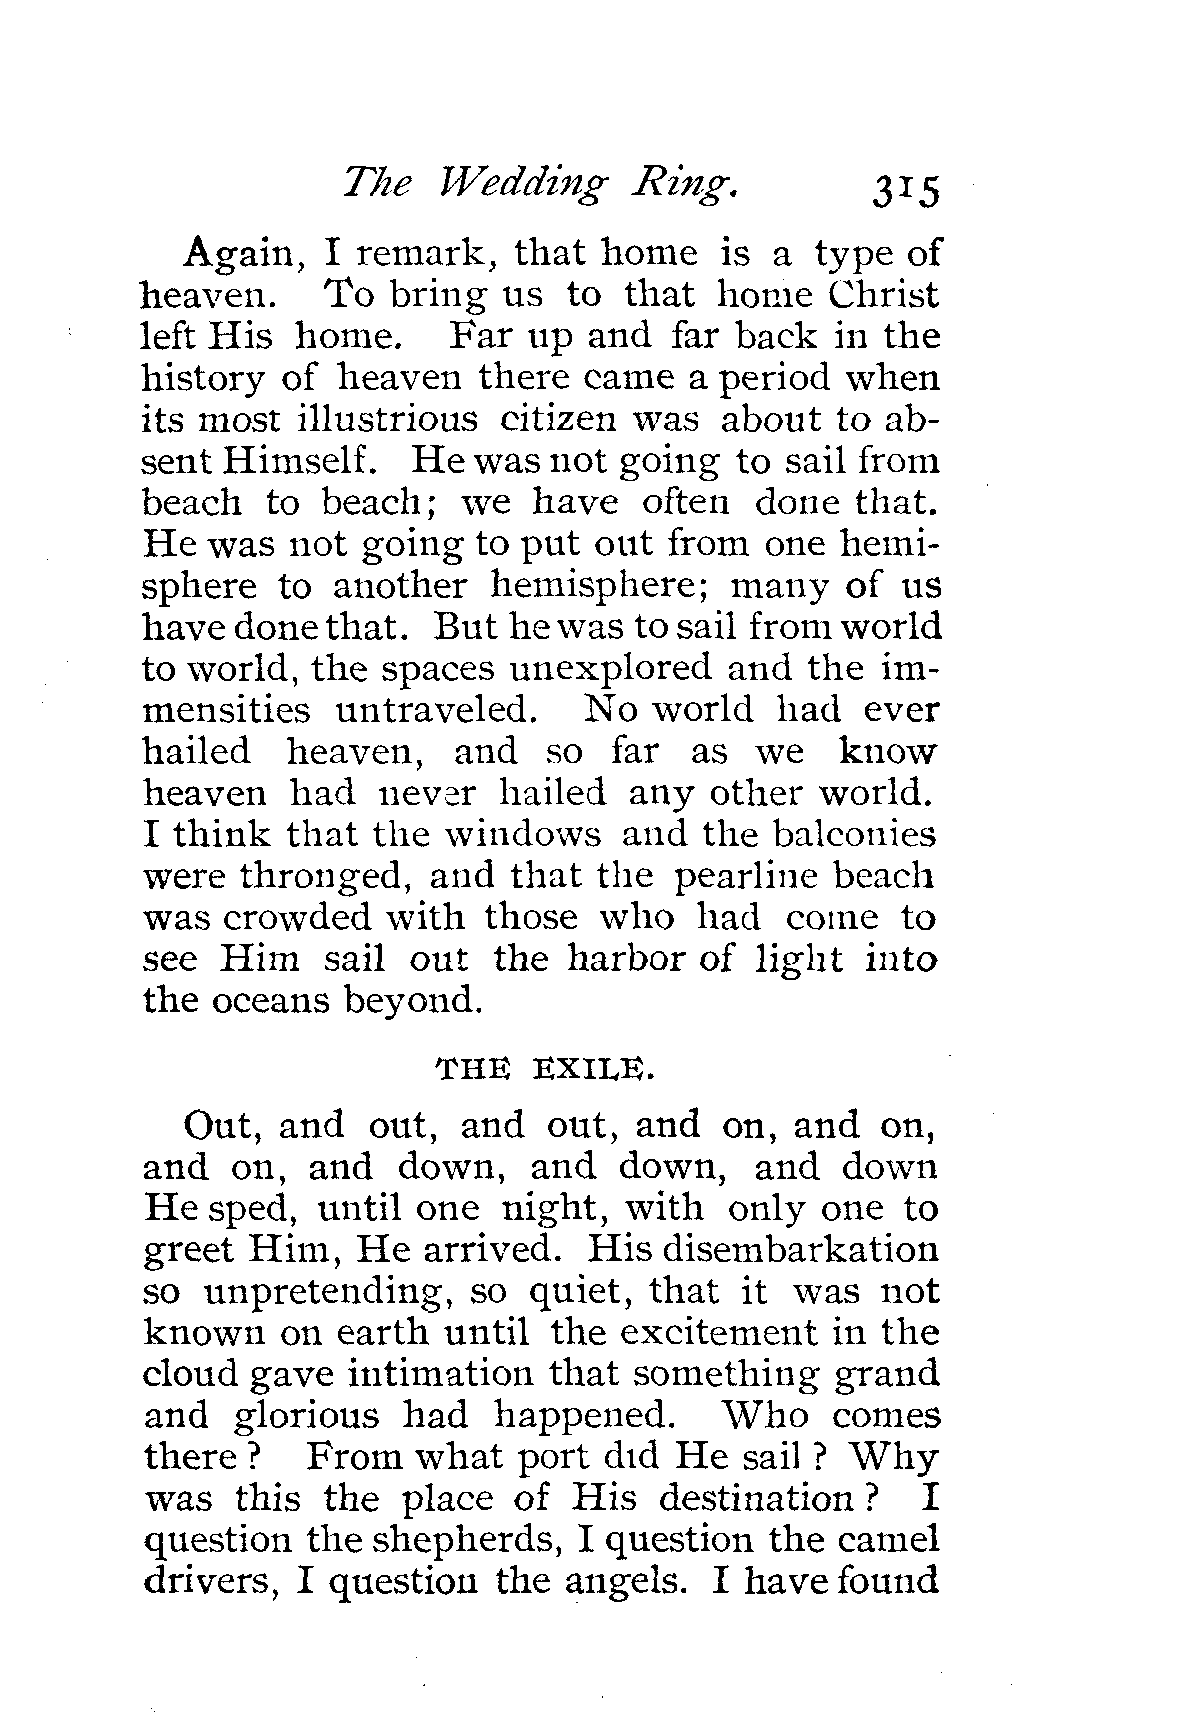 The Wedding Ring. 315
Again, I remark, that home is a type of
heaven. To bring us to that home Christ
left His home. Far up and far back in the
history of heaven there came a period when
its most illustrious citizen was about to ab-
sent Himself. He was not going to sail from
beach to beach; we have often done that.
He was not going to put out from one hemi-
sphere to another hemisphere; many of us
have done that. But he was to sail from world
to world, the spaces unexplored and the im-
mensities untraveled. No world had ever
hailed heaven, and so far as we know
heaven had never hailed any other world.
I think that the windows and the balconies
were thronged, and that the pearline beach
was crowded with those who had come to
see Him sail out the harbor of light into
the oceans beyond.
THE EXILE.
Out, and out, and out, and on, and on,
and on, and down, and down, and down
He sped, until one night, with only one to
greet Him, He arrived. His disembarkation
so unpretending, so quiet, that it was not
known on earth until the excitement in the
cloud gave intimation that something grand
and glorious had happened. Who comes
there ? From what port did He sail ? Why
was this the place of His destination ? I
question the shepherds, I question the camel
drivers, I question the angels. I have found